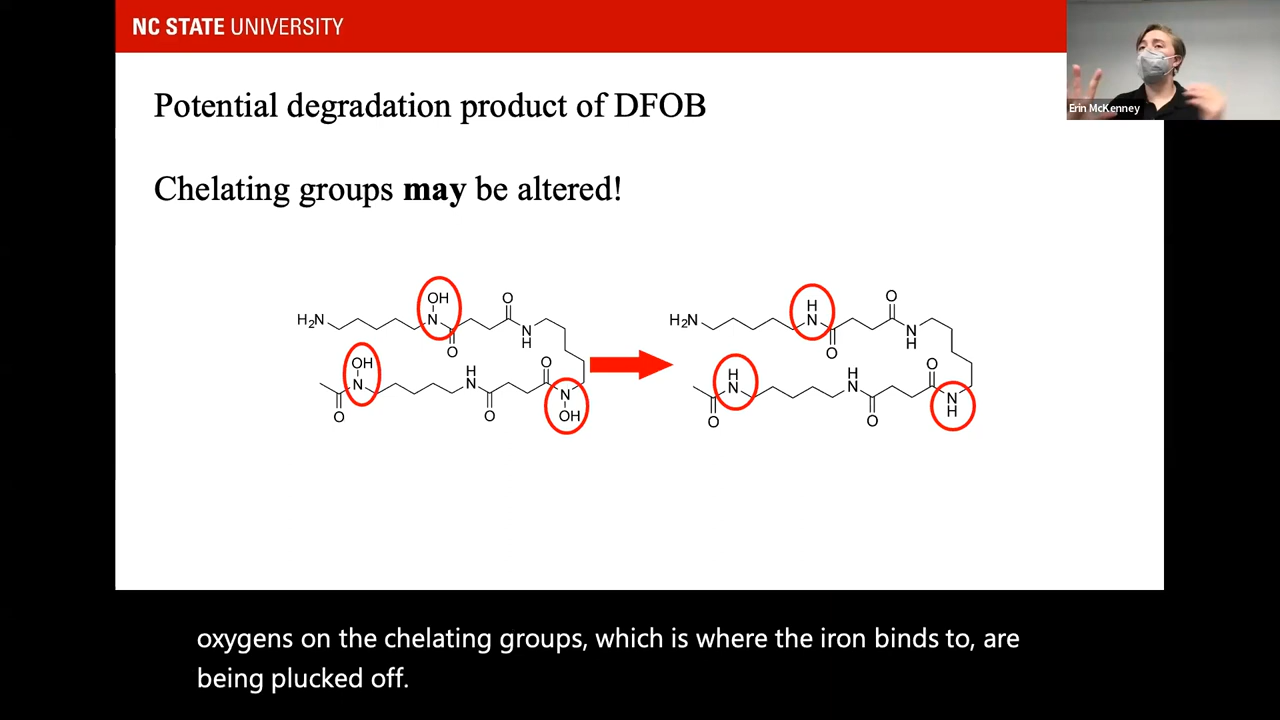 NC STATE UNIVERSITY
Erin McKenney
Potential degradation product of DFOB
Chelating groups may be altered!
OH
O
H
O
H2N
N
N
H
O
H2N
N
O
N
H
OH
H
O
H
H
O
N
N
N
N
N
H
O
O
OH
O
O
oxygens on the chelating groups, which is where the iron binds to, are
being plucked off.